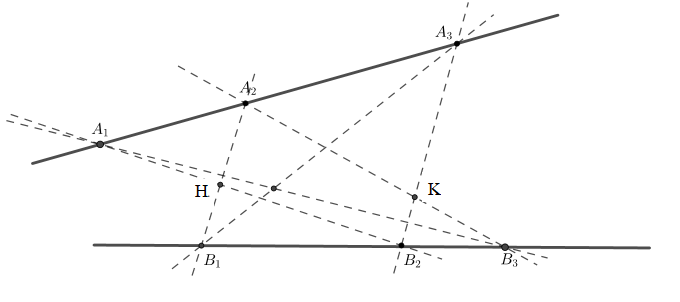 A₃
A₂
A₁
H
K
B₁
B₂
B₃